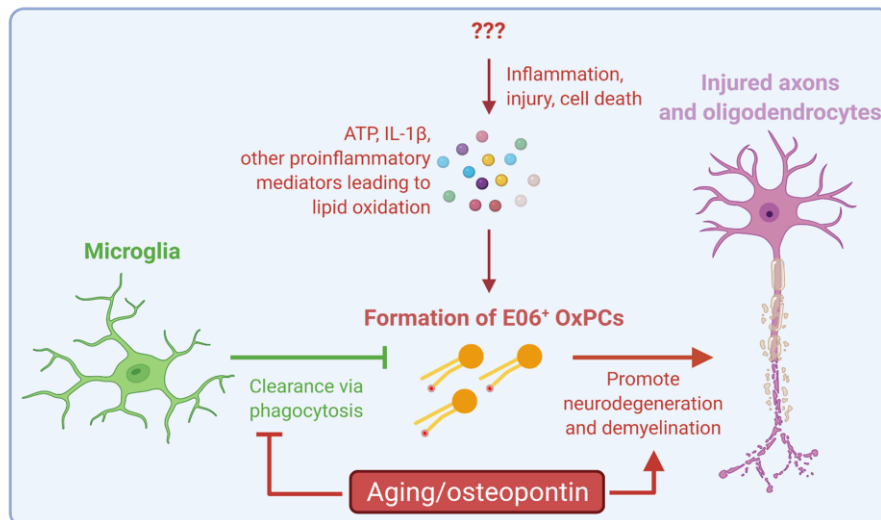 ???
Inflammation,
injury, cell death
Injured axons
and oligodendrocytes
ATP, IL-1β,
other proinflammatory
mediators leading to
lipid oxidation
Microglia
Formation of E06⁺ OxPCs
Clearance via
phagocytosis
Promote
neurodegeneration
and demyelination
Aging/osteopontin